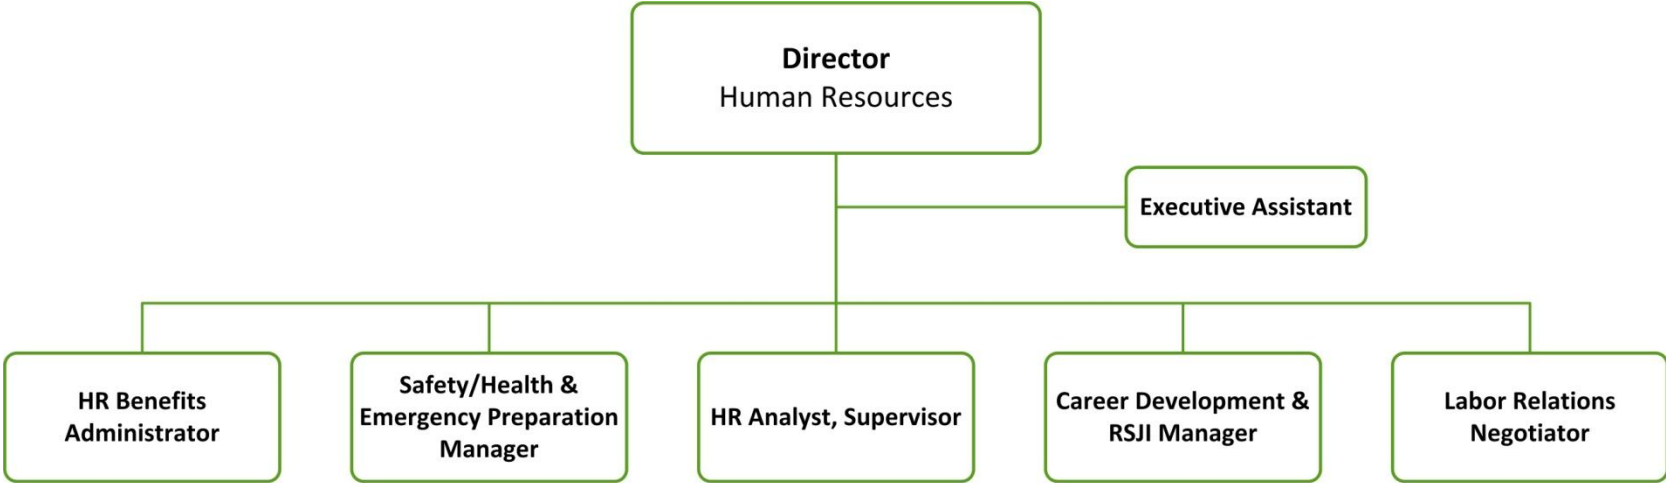 Director
Human Resources
Executive Assistant
HR Benefits
Administrator
Safety/Health &
Emergency Preparation
Manager
HR Analyst, Supervisor
Career Development &
RSJI Manager
Labor Relations
Negotiator